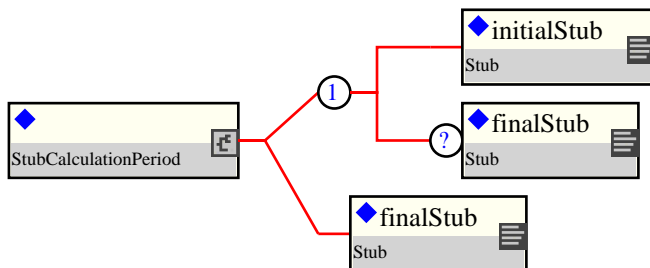 initialStub
Stub
1
StubCalculationPeriod
?
finalStub
Stub
finalStub
Stub